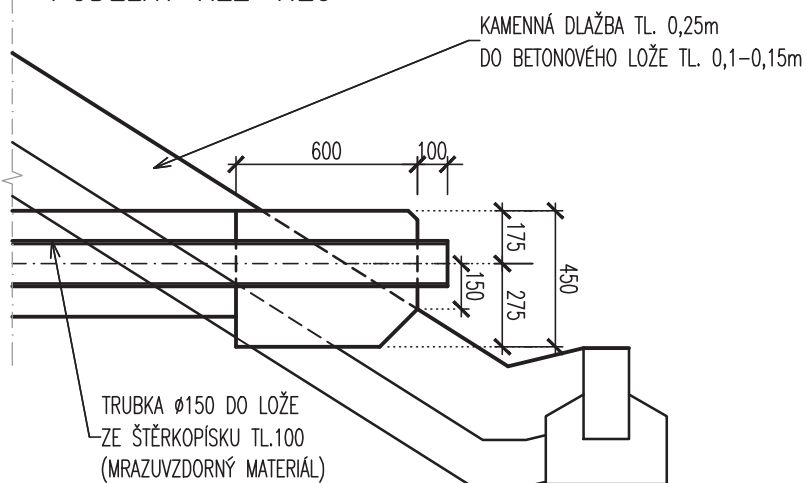 KAMENNÁ DLAŽBA TL. 0,25m
DO BETONOVÉHO LOŽE TL. 0,1–0,15m
600
100
175
450
150
275
TRUBKA ø150 DO LOŽE
ZE ŠTĚRKOPÍSKU TL.100
(MRAZUVZDORNÝ MATERIÁL)